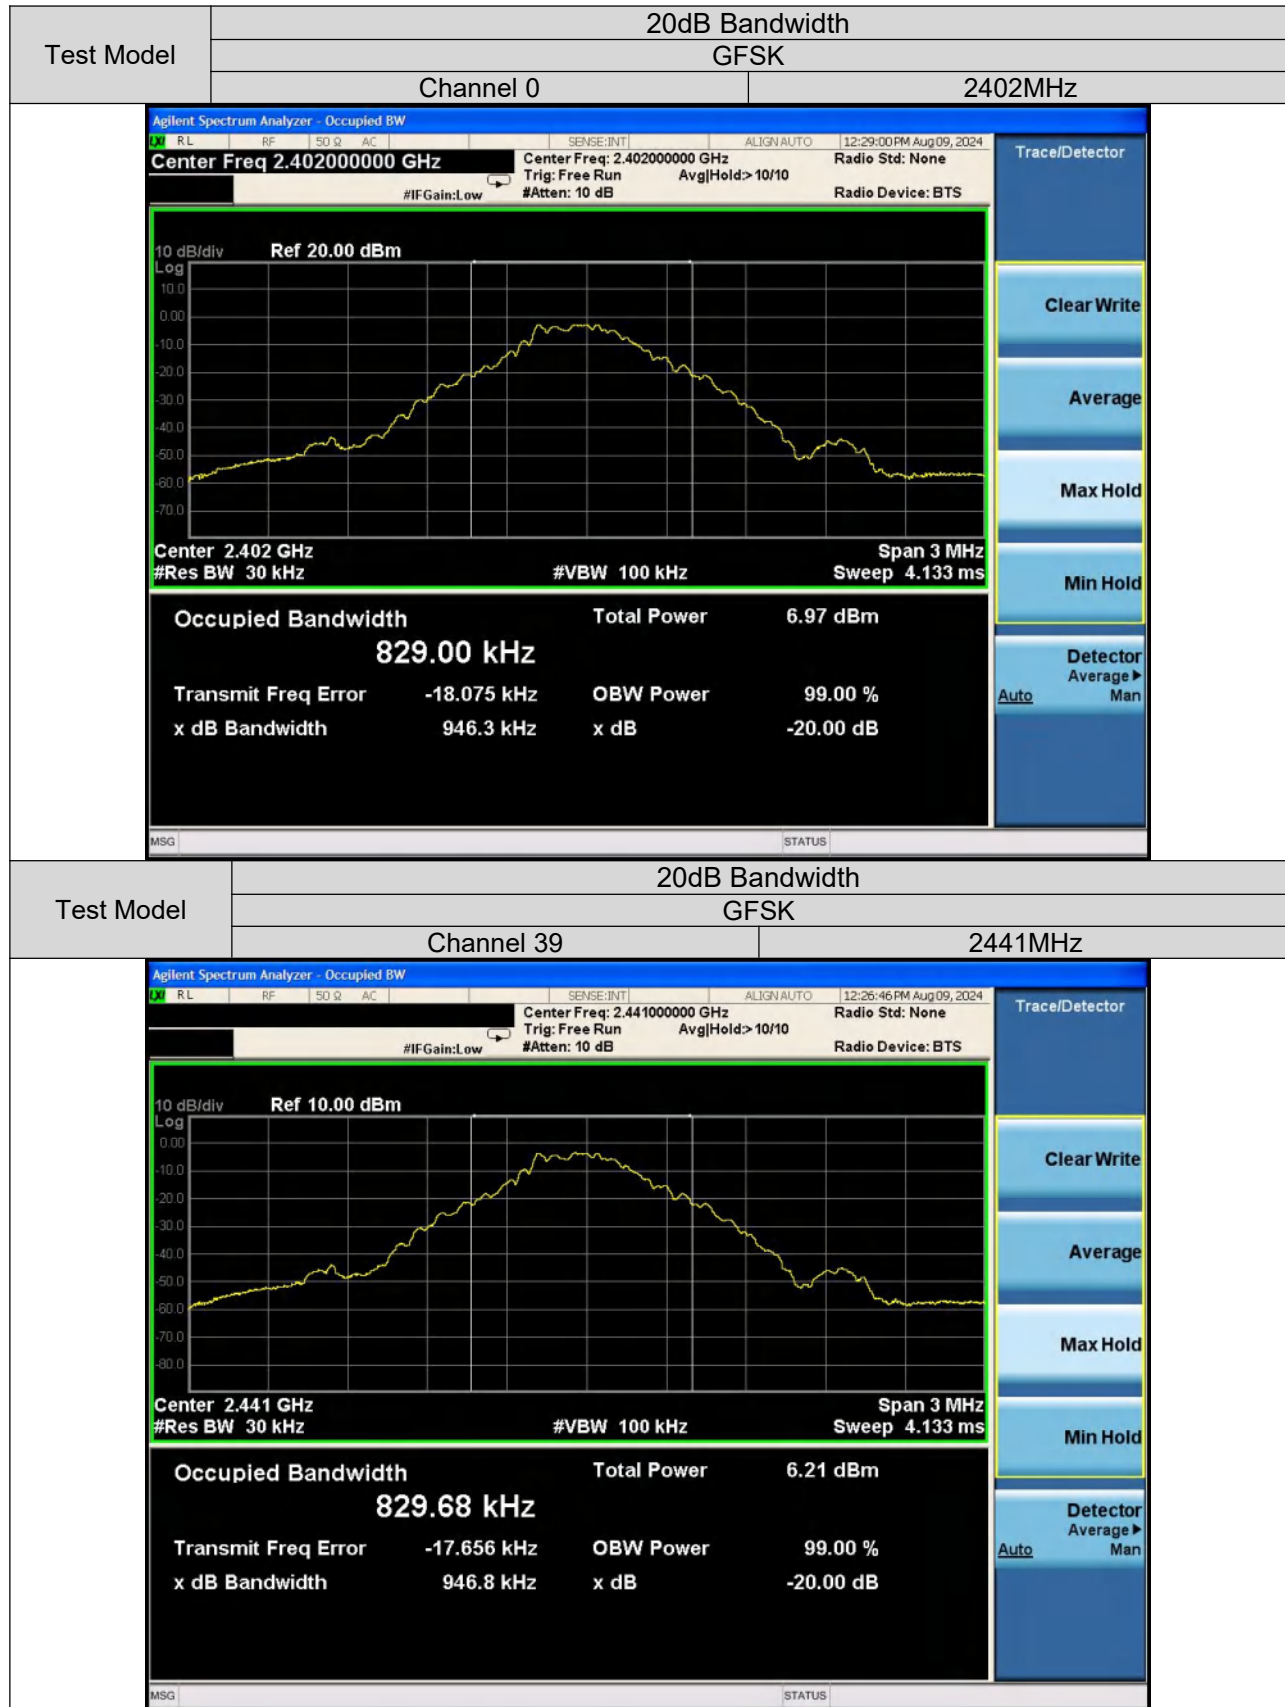 Test Model
20dB Bandwidth
GFSK
Channel 0 2402MHz
Agilent Spectrum Analyzer - Occupied BW
LXI RL RF 50 Ω AC SENSE:INT ALIGN AUTO 12:29:00 PM Aug 09, 2024
Center Freq 2.402000000 GHz
Center Freq: 2.402000000 GHz Radio Std: None
Trig: Free Run Avg|Hold:> 10/10
#IFGain:Low #Atten: 10 dB Radio Device: BTS
Trace/Detector
10 dB/div Ref 20.00 dBm
Log
10.0
0.00
-10.0
-20.0
-30.0
-40.0
-50.0
-60.0
-70.0
Center 2.402 GHz Span 3 MHz
#Res BW 30 kHz #VBW 100 kHz Sweep 4.133 ms
Clear Write
Average
Max Hold
Min Hold
Detector
Average▶
Auto Man
Occupied Bandwidth Total Power 6.97 dBm
829.00 kHz
Transmit Freq Error -18.075 kHz OBW Power 99.00 %
x dB Bandwidth 946.3 kHz x dB -20.00 dB
MSG STATUS
Test Model
20dB Bandwidth
GFSK
Channel 39 2441MHz
Agilent Spectrum Analyzer - Occupied BW
LXI RL RF 50 Ω AC SENSE:INT ALIGN AUTO 12:26:46 PM Aug 09, 2024
Center Freq: 2.441000000 GHz Radio Std: None
Trig: Free Run Avg|Hold:> 10/10
#IFGain:Low #Atten: 10 dB Radio Device: BTS
Trace/Detector
10 dB/div Ref 10.00 dBm
Log
0.00
-10.0
-20.0
-30.0
-40.0
-50.0
-60.0
-70.0
-80.0
Center 2.441 GHz Span 3 MHz
#Res BW 30 kHz #VBW 100 kHz Sweep 4.133 ms
Clear Write
Average
Max Hold
Min Hold
Detector
Average▶
Auto Man
Occupied Bandwidth Total Power 6.21 dBm
829.68 kHz
Transmit Freq Error -17.656 kHz OBW Power 99.00 %
x dB Bandwidth 946.8 kHz x dB -20.00 dB
MSG STATUS